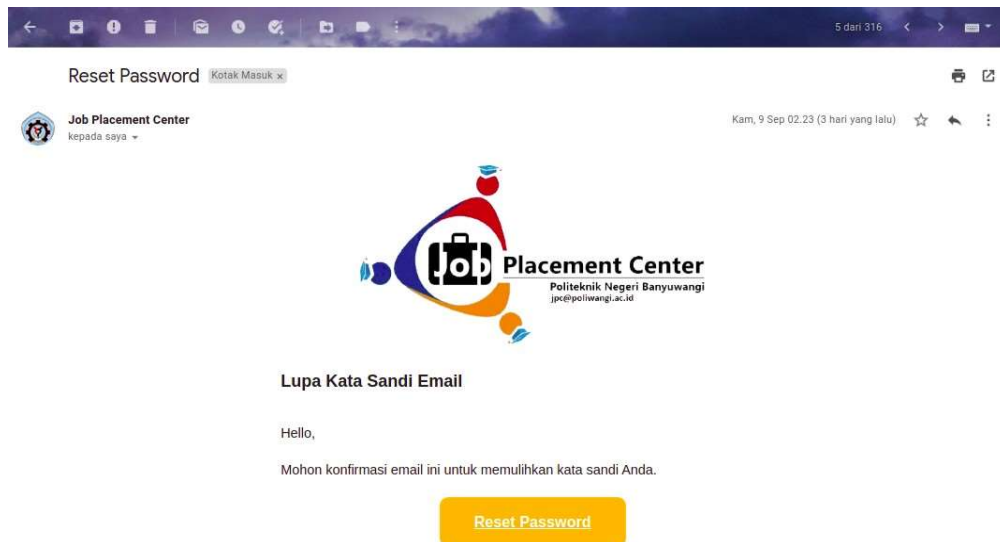 5 dari 316
Reset Password Kotak Masuk x
Job Placement Center
kepada saya
Kam, 9 Sep 02.23 (3 hari yang lalu)
Job Placement Center
Politeknik Negeri Banyuwangi
jpc@poliwangi.ac.id
Lupa Kata Sandi Email
Hello,
Mohon konfirmasi email ini untuk memulihkan kata sandi Anda.
Reset Password